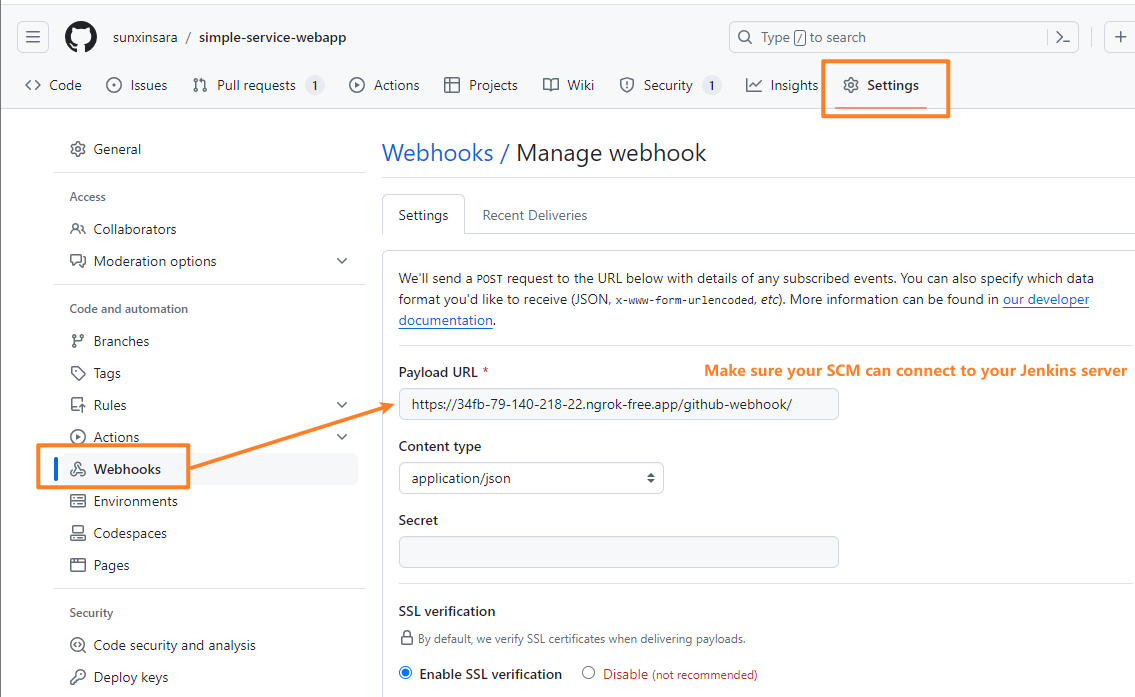 sunxinsara / simple-service-webapp
Type / to search
Code
Issues
Pull requests 1
Actions
Projects
Wiki
Security 1
Insights
Settings
General
Access
Collaborators
Moderation options
Code and automation
Branches
Tags
Rules
Actions
Webhooks
Environments
Codespaces
Pages
Security
Code security and analysis
Deploy keys
Webhooks / Manage webhook
Settings
Recent Deliveries
We'll send a POST request to the URL below with details of any subscribed events. You can also specify which data
format you'd like to receive (JSON, x-www-form-urlencoded, etc). More information can be found in our developer
documentation.
Payload URL *
Make sure your SCM can connect to your Jenkins server
https://34fb-79-140-218-22.ngrok-free.app/github-webhook/
Content type
application/json
Secret
SSL verification
By default, we verify SSL certificates when delivering payloads.
Enable SSL verification
Disable (not recommended)